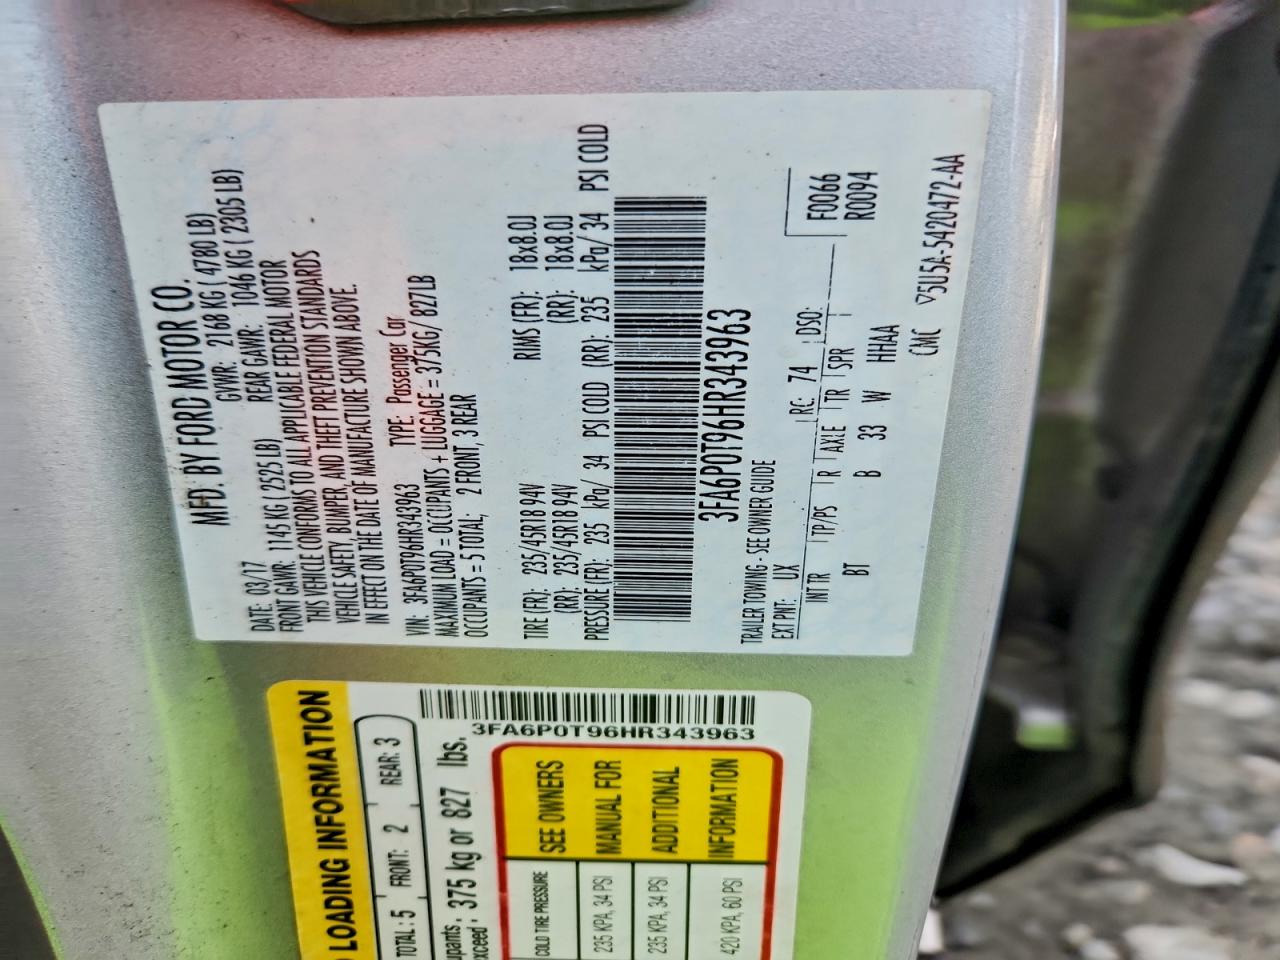 MFD. BY FORD MOTOR CO.
DATE: 03/17 GVWR: 2168 KG ( 4780 LB)
FRONT GAWR: 1145 KG ( 2525 LB) REAR GAWR: 1046 KG ( 2305 LB)
THIS VEHICLE CONFORMS TO ALL APPLICABLE FEDERAL MOTOR
VEHICLE SAFETY, BUMPER, AND THEFT PREVENTION STANDARDS
IN EFFECT ON THE DATE OF MANUFACTURE SHOWN ABOVE.
VIN: 3FA6P0T96HR343963 TYPE: Passenger Car
MAXIMUM LOAD = OCCUPANTS + LUGGAGE = 375KG/ 827LB
OCCUPANTS = 5 TOTAL; 2 FRONT, 3 REAR
TIRE (FR): 235/45R18 94V RIMS (FR): 18x8.0J
(RR): 235/45R18 94V (RR): 18x8.0J
PRESSURE (FR): 235 kPa/ 34 PSI COLD (RR): 235 kPa/ 34 PSI COLD
3FA6P0T96HR343963
TRAILER TOWING - SEE OWNER GUIDE
EXT PNT: UX RC: 74 DSO: F0066
R0094
INT TR TP/PS R AXLE TR SPR
BT B 33 W HHAA
CMC ▽5U5A-5420472-AA
LOADING INFORMATION
TOTAL : 5 FRONT: 2 REAR: 3
upants : 375 kg or 827 lbs.
xceed :
3FA6P0T96HR343963
COLD TIRE PRESSURE
235 KPA, 34 PSI
235 KPA, 34 PSI
420 KPA, 60 PSI
SEE OWNERS
MANUAL FOR
ADDITIONAL
INFORMATION